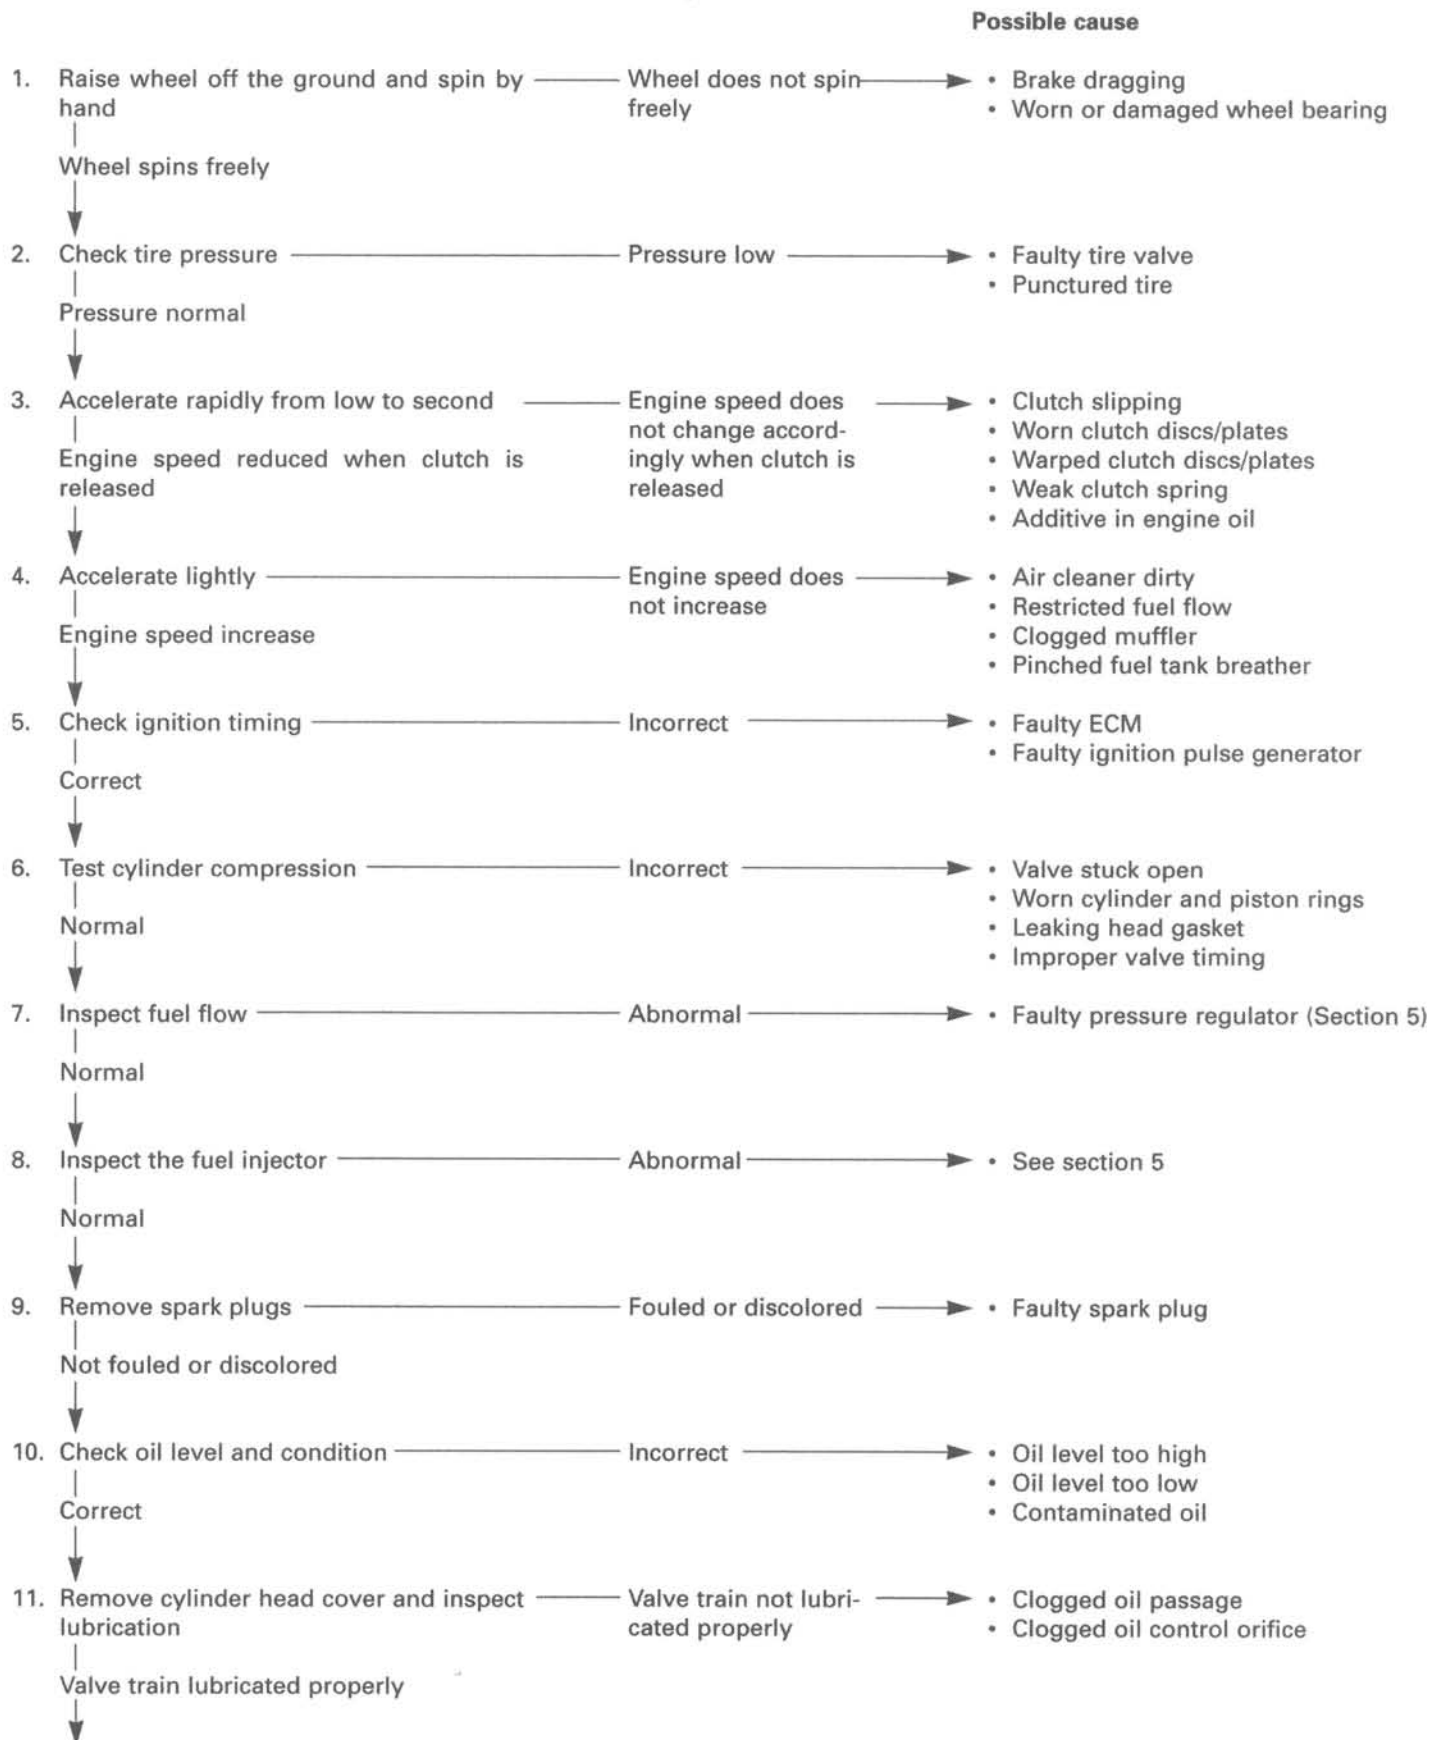 Possible cause
1. Raise wheel off the ground and spin by hand
Wheel does not spin freely
• Brake dragging
• Worn or damaged wheel bearing
Wheel spins freely
2. Check tire pressure
Pressure low
• Faulty tire valve
• Punctured tire
Pressure normal
3. Accelerate rapidly from low to second
Engine speed does
not change accord-
ingly when clutch is
released
• Clutch slipping
• Worn clutch discs/plates
• Warped clutch discs/plates
• Weak clutch spring
• Additive in engine oil
Engine speed reduced when clutch is
released
4. Accelerate lightly
Engine speed does
not increase
• Air cleaner dirty
• Restricted fuel flow
• Clogged muffler
• Pinched fuel tank breather
Engine speed increase
5. Check ignition timing
Incorrect
• Faulty ECM
• Faulty ignition pulse generator
Correct
6. Test cylinder compression
Incorrect
• Valve stuck open
• Worn cylinder and piston rings
• Leaking head gasket
• Improper valve timing
Normal
7. Inspect fuel flow
Abnormal
• Faulty pressure regulator (Section 5)
Normal
8. Inspect the fuel injector
Abnormal
• See section 5
Normal
9. Remove spark plugs
Fouled or discolored
• Faulty spark plug
Not fouled or discolored
10. Check oil level and condition
Incorrect
• Oil level too high
• Oil level too low
• Contaminated oil
Correct
11. Remove cylinder head cover and inspect
lubrication
Valve train not lubri-
cated properly
• Clogged oil passage
• Clogged oil control orifice
Valve train lubricated properly